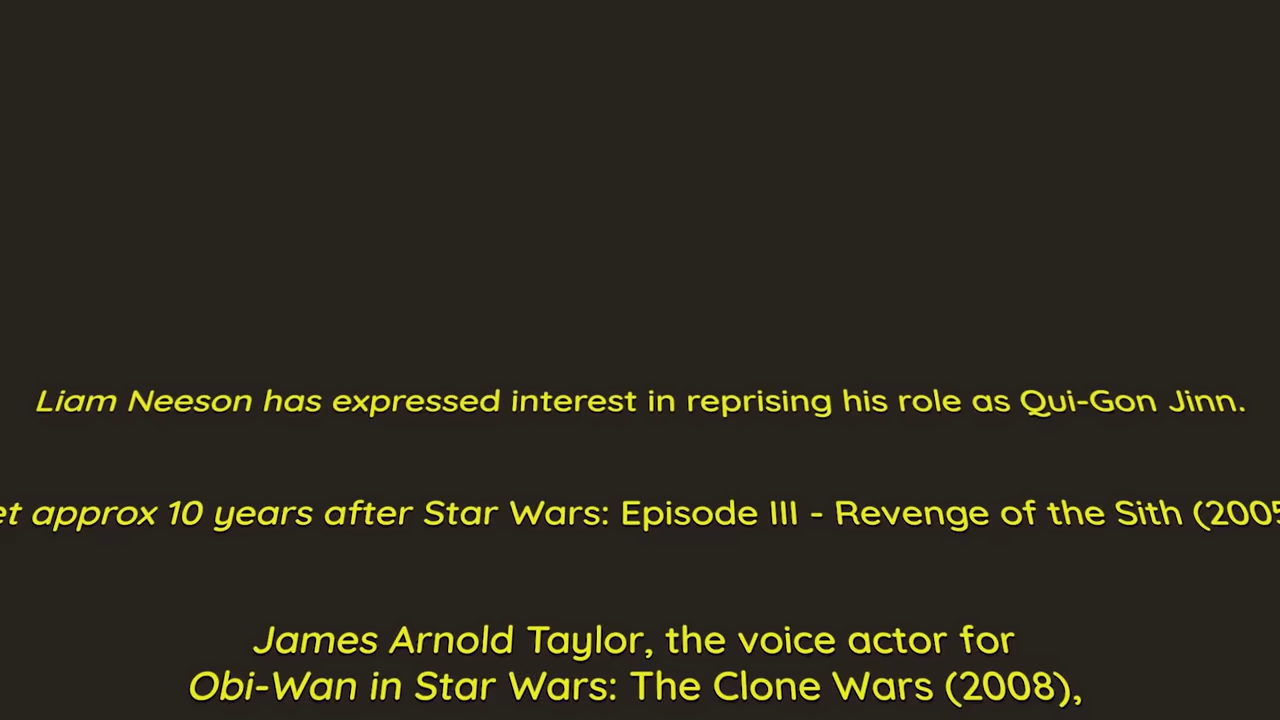 Liam Neeson has expressed interest in reprising his role as Qui-Gon Jinn.
approx 10 years after Star Wars: Episode III - Revenge of the Sith (2005
James Arnold Taylor, the voice actor for
Obi-Wan in Star Wars: The Clone Wars (2008),